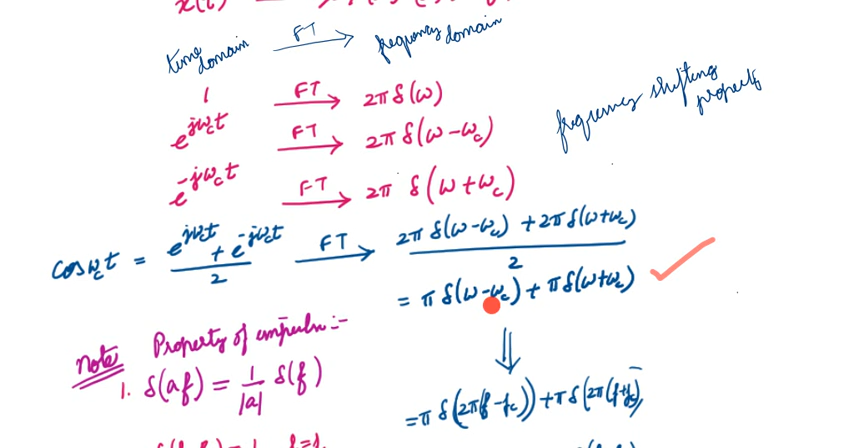 time domain FT → frequency domain
1 FT → 2π δ(ω)
e^{jω_c t} FT → 2π δ(ω-ω_c)
frequency shifting property
e^{-jω_c t} FT → 2π δ(ω+ω_c)
cosω_c t = (e^{jω_c t} + e^{-jω_c t})/2 FT → (2π δ(ω-ω_c) + 2π δ(ω+ω_c))/2
= π δ(ω-ω_c) + π δ(ω+ω_c)
Note Property of impulse :-
1. δ(af) = 1/|a| δ(f)
= π δ(2π(f-f_c)) + π δ(2π(f+f_c)